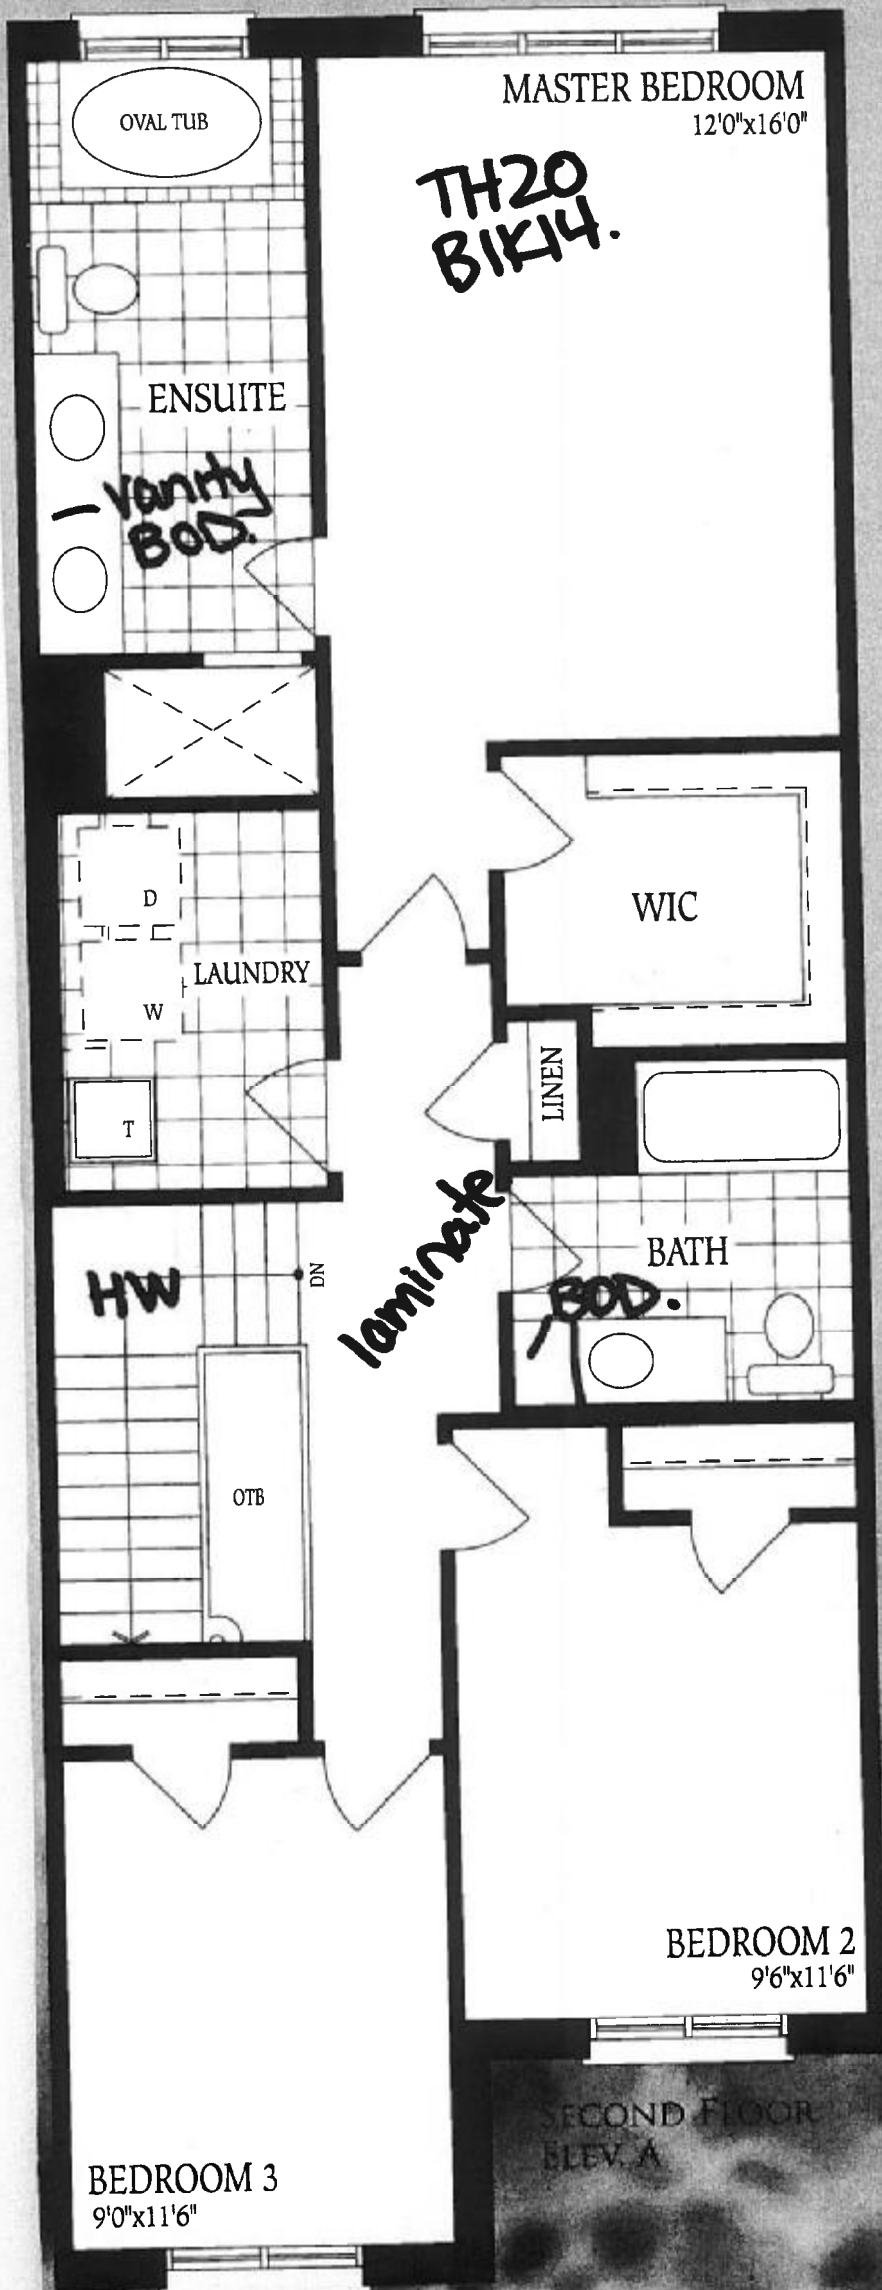 OVAL TUB
MASTER BEDROOM
12'0"x16'0"
TH20
BlK14.
ENSUITE
vanity
BOD.
D
WIC
LAUNDRY
W
LINEN
T
laminate
BATH
HW
DN
BOD.
OTB
BEDROOM 2
9'6"x11'6"
SECOND FLOOR
ELEV. A
BEDROOM 3
9'0"x11'6"